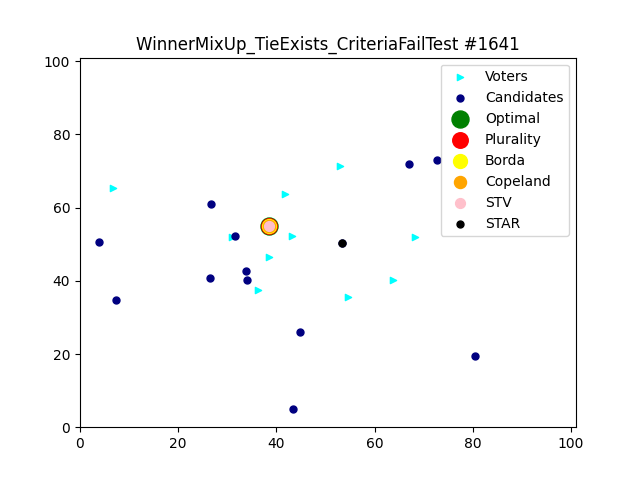 WinnerMixUp_TieExists_CriteriaFailTest #1641
Voters
Candidates
Optimal
Plurality
Borda
Copeland
STV
STAR
100
80
60
40
20
0
0 20 40 60 80 100